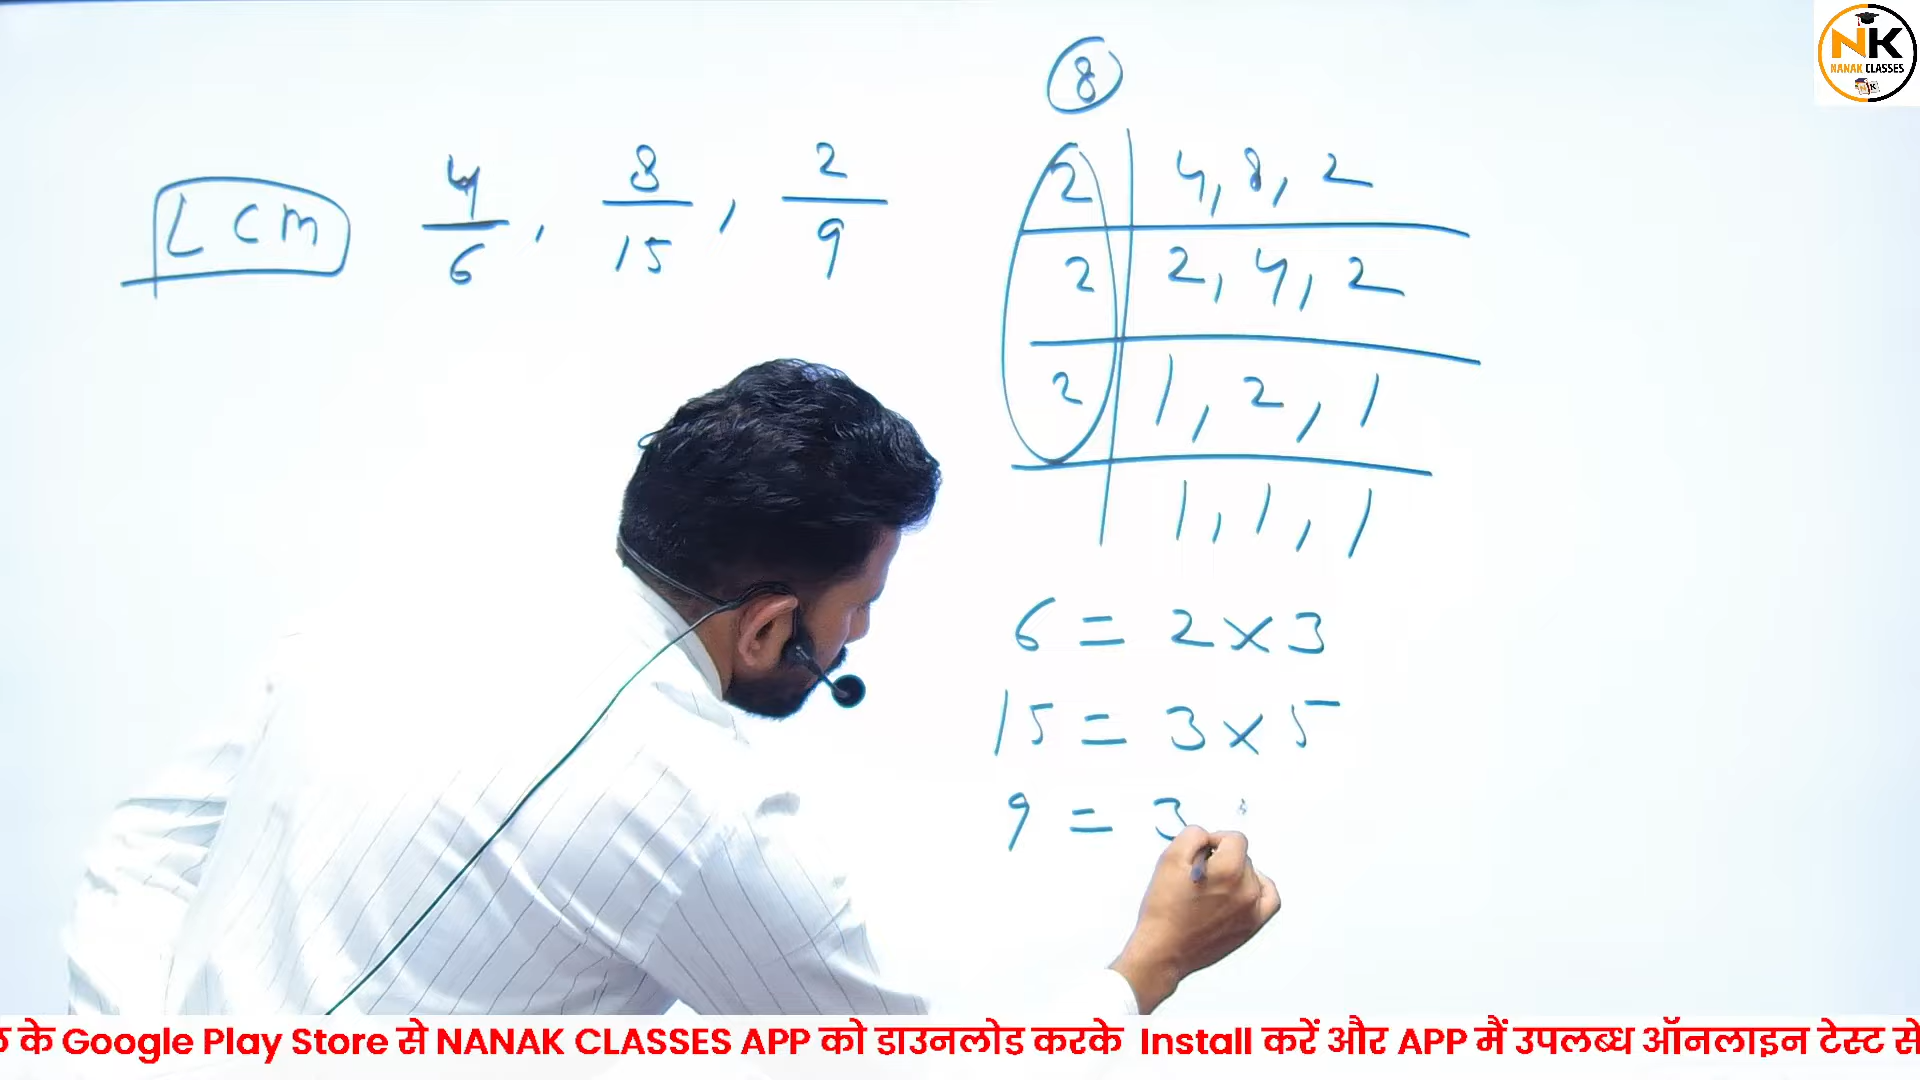 NK
NANAK CLASSES
NK
8
LCM 4/6, 8/15, 2/9
2 | 4, 8, 2
2 | 2, 4, 2
2 | 1, 2, 1
1, 1, 1
6 = 2 × 3
15 = 3 × 5
9 = 3
के Google Play Store से NANAK CLASSES APP को डाउनलोड करके Install करें और APP मैं उपलब्ध ऑनलाइन टेस्ट से